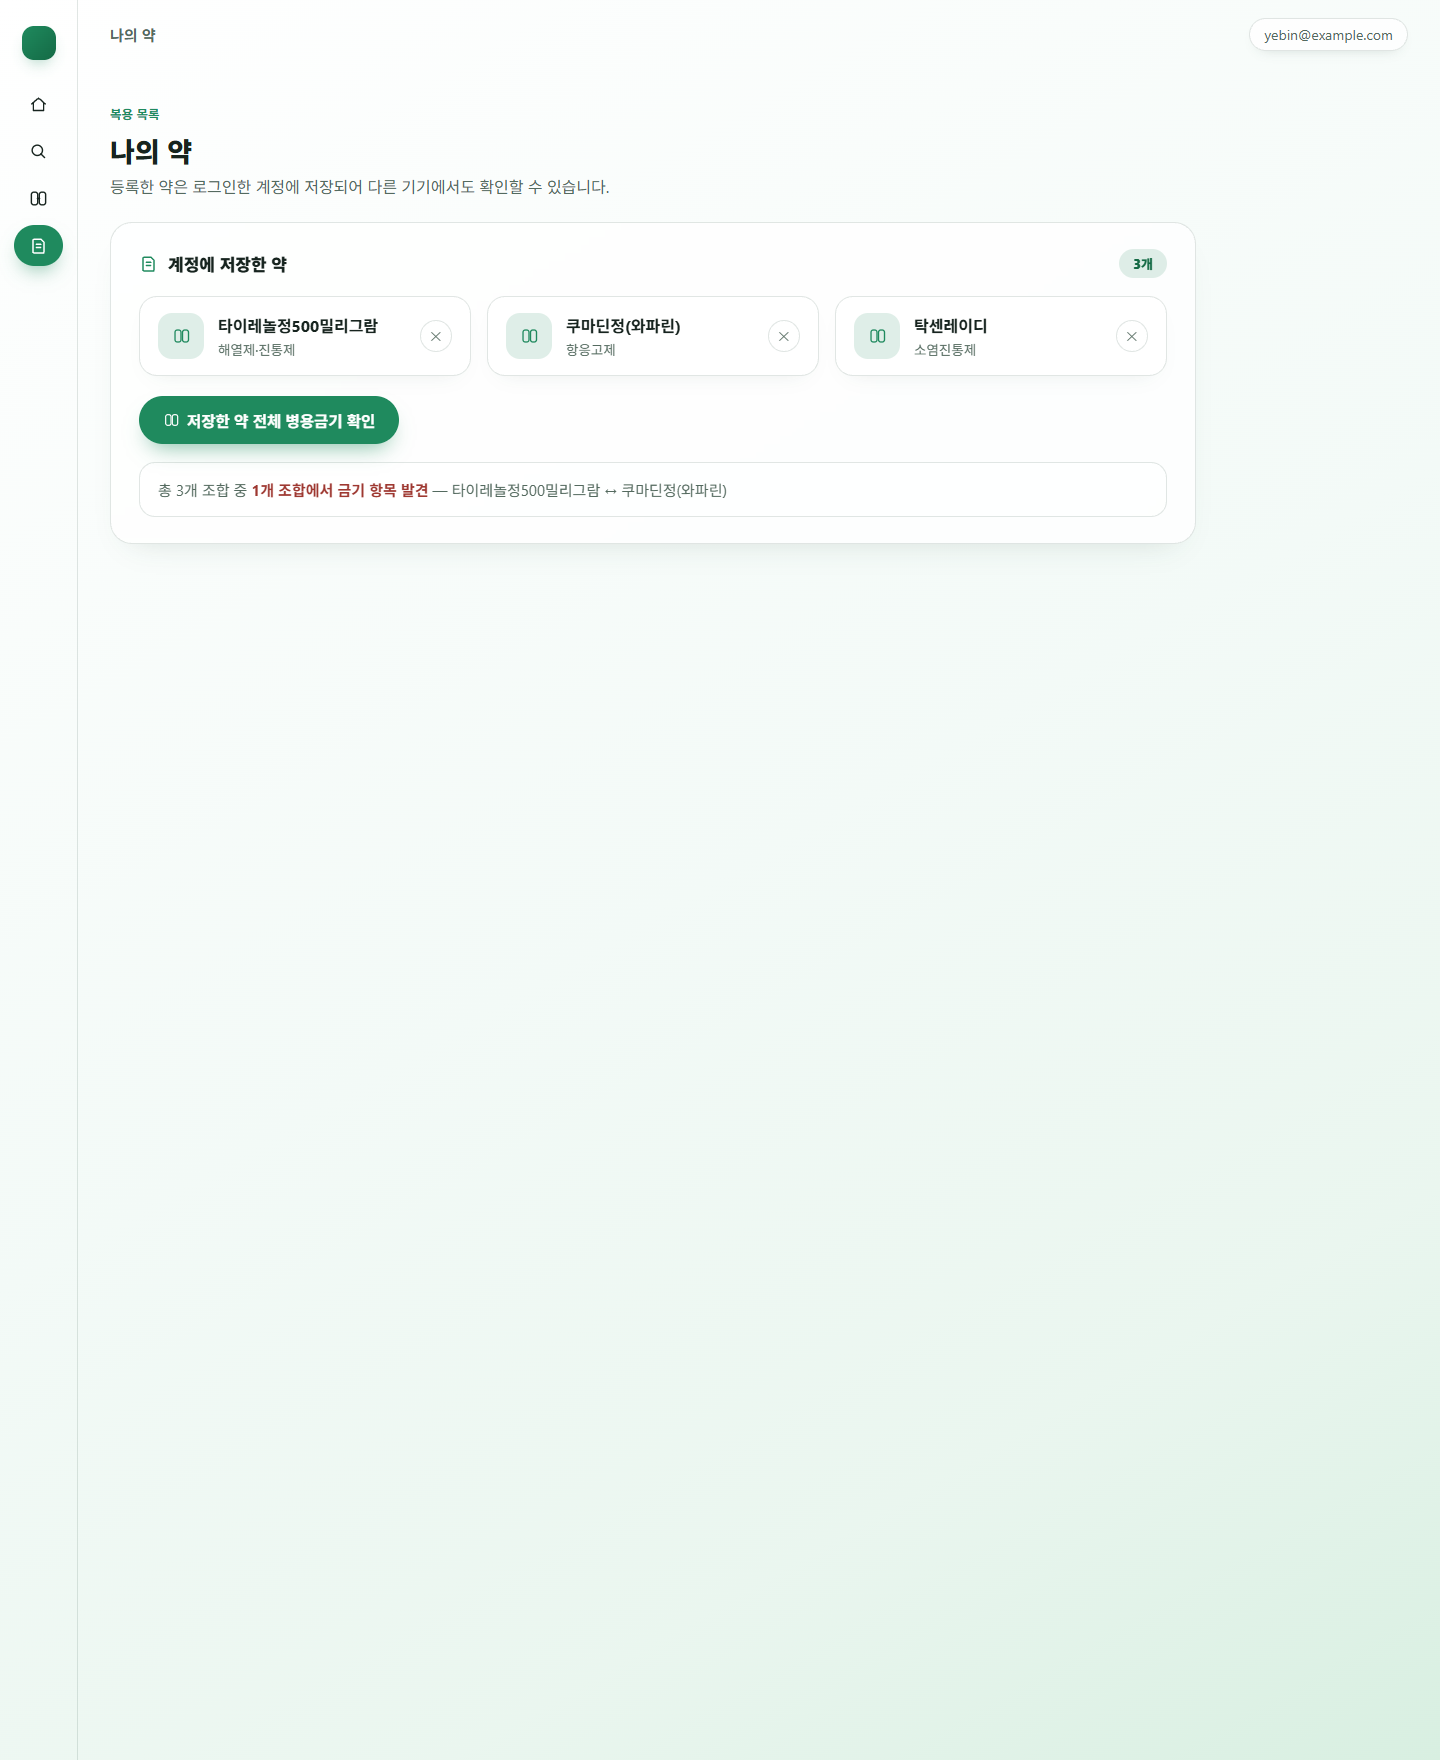 나의 약
yebin@example.com
복용 목록
나의 약
등록한 약은 로그인한 계정에 저장되어 다른 기기에서도 확인할 수 있습니다.
계정에 저장한 약
3개
타이레놀정500밀리그람
해열제·진통제
쿠마딘정(와파린)
항응고제
탁센레이디
소염진통제
저장한 약 전체 병용금기 확인
총 3개 조합 중 1개 조합에서 금기 항목 발견 — 타이레놀정500밀리그람 ↔ 쿠마딘정(와파린)